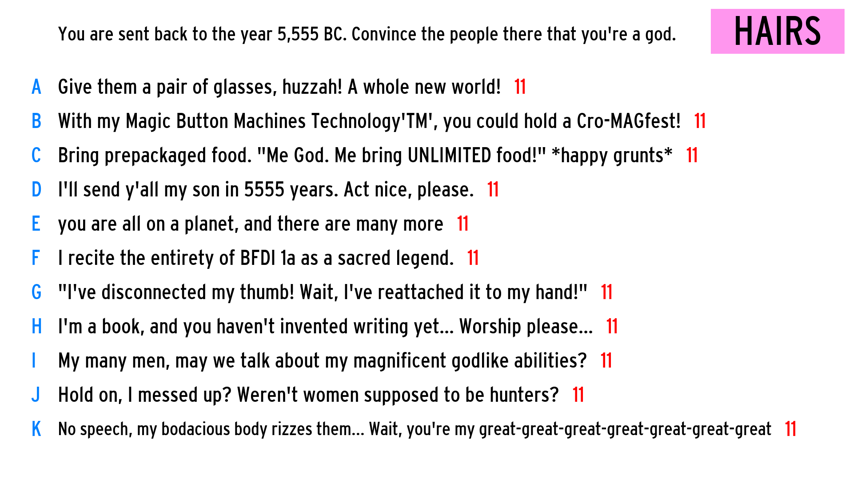 You are sent back to the year 5,555 BC. Convince the people there that you're a god.
HAIRS
A Give them a pair of glasses, huzzah! A whole new world! 11
B With my Magic Button Machines Technology'TM', you could hold a Cro-MAGfest! 11
C Bring prepackaged food. "Me God. Me bring UNLIMITED food!" *happy grunts* 11
D I'll send y'all my son in 5555 years. Act nice, please. 11
E you are all on a planet, and there are many more 11
F I recite the entirety of BFDI 1a as a sacred legend. 11
G "I've disconnected my thumb! Wait, I've reattached it to my hand!" 11
H I'm a book, and you haven't invented writing yet... Worship please... 11
I My many men, may we talk about my magnificent godlike abilities? 11
J Hold on, I messed up? Weren't women supposed to be hunters? 11
K No speech, my bodacious body rizzes them... Wait, you're my great-great-great-great-great-great-great 11